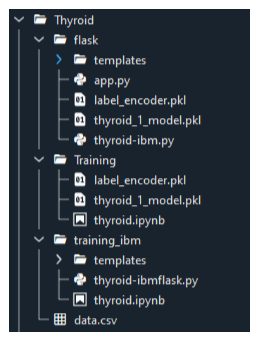 Thyroid
flask
templates
app.py
label_encoder.pkl
thyroid_1_model.pkl
thyroid-ibm.py
Training
label_encoder.pkl
thyroid_1_model.pkl
thyroid.ipynb
training_ibm
templates
thyroid-ibmflask.py
thyroid.ipynb
data.csv